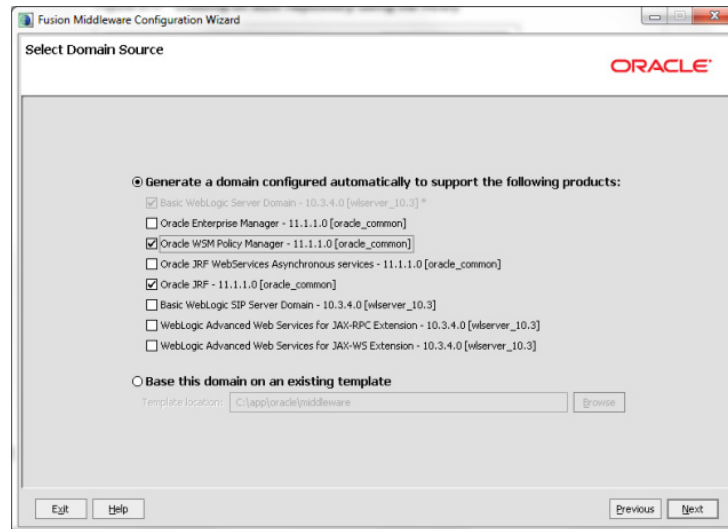 Fusion Middleware Configuration Wizard
Select Domain Source
ORACLE
Generate a domain configured automatically to support the following products:
Basic WebLogic Server Domain - 10.3.4.0 [wlserver_10.3] *
Oracle Enterprise Manager - 11.1.1.0 [oracle_common]
Oracle WSM Policy Manager - 11.1.1.0 [oracle_common]
Oracle JRF WebServices Asynchronous services - 11.1.1.0 [oracle_common]
Oracle JRF - 11.1.1.0 [oracle_common]
Basic WebLogic SIP Server Domain - 10.3.4.0 [wlserver_10.3]
WebLogic Advanced Web Services for JAX-RPC Extension - 10.3.4.0 [wlserver_10.3]
WebLogic Advanced Web Services for JAX-WS Extension - 10.3.4.0 [wlserver_10.3]
Base this domain on an existing template
Template location: C:\app\oracle\middleware Browse
Exit Help Previous Next